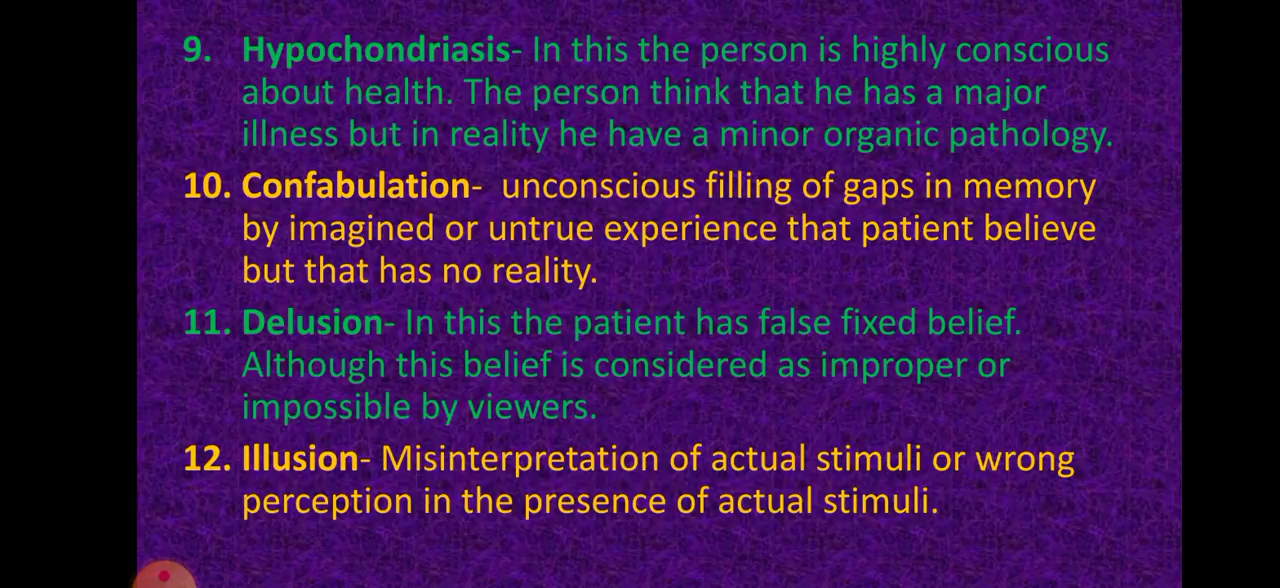 9. Hypochondriasis- In this the person is highly conscious
about health. The person think that he has a major
illness but in reality he have a minor organic pathology.
10. Confabulation- unconscious filling of gaps in memory
by imagined or untrue experience that patient believe
but that has no reality.
11. Delusion- In this the patient has false fixed belief.
Although this belief is considered as improper or
impossible by viewers.
12. Illusion- Misinterpretation of actual stimuli or wrong
perception in the presence of actual stimuli.